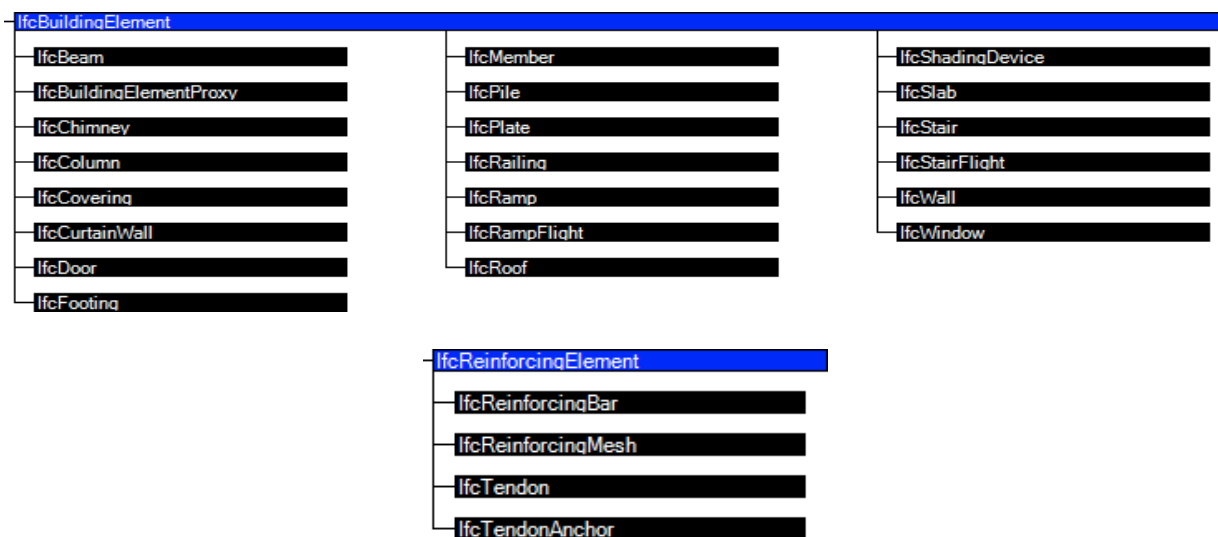 IfcBuildingElement
IfcBeam
IfcBuildingElementProxy
IfcChimney
IfcColumn
IfcCovering
IfcCurtainWall
IfcDoor
IfcFooting
IfcMember
IfcPile
IfcPlate
IfcRailing
IfcRamp
IfcRampFlight
IfcRoof
IfcShadingDevice
IfcSlab
IfcStair
IfcStairFlight
IfcWall
IfcWindow
IfcReinforcingElement
IfcReinforcingBar
IfcReinforcingMesh
IfcTendon
IfcTendonAnchor